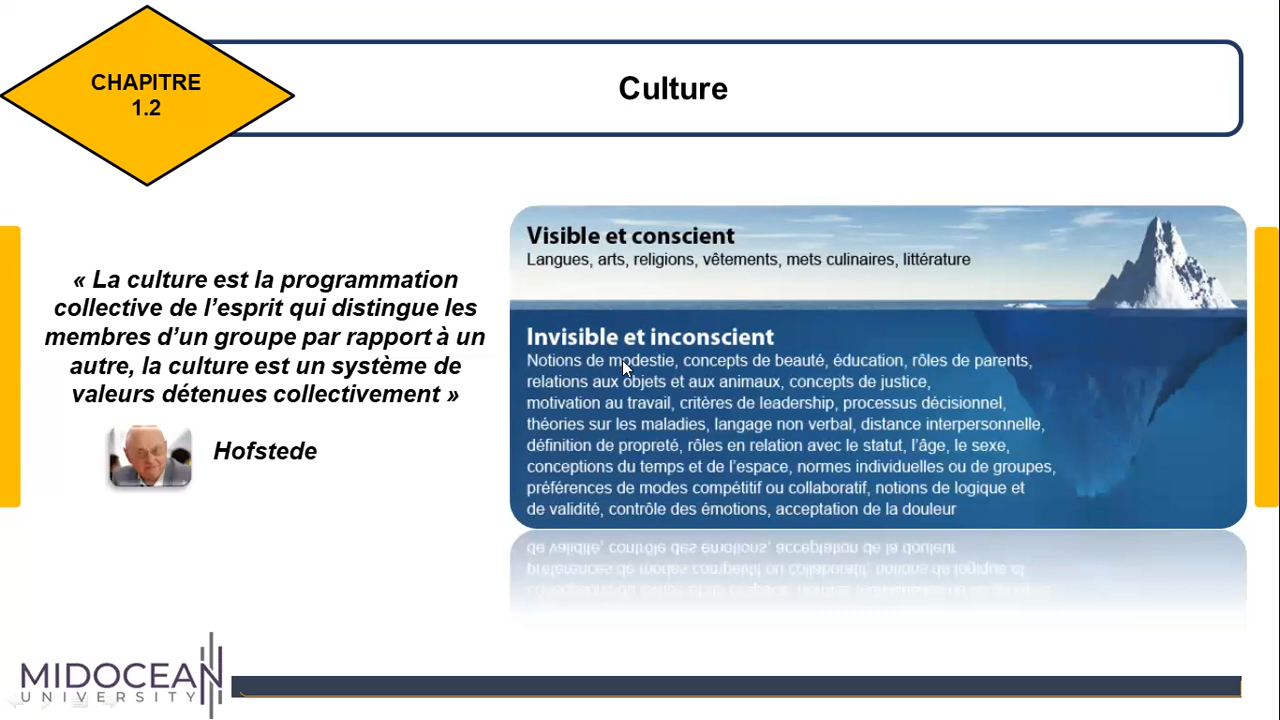 CHAPITRE
1.2
Culture
« La culture est la programmation
collective de l’esprit qui distingue les
membres d’un groupe par rapport à un
autre, la culture est un système de
valeurs détenues collectivement »
Hofstede
Visible et conscient
Langues, arts, religions, vêtements, mets culinaires, littérature
Invisible et inconscient
Notions de modestie, concepts de beauté, éducation, rôles de parents,
relations aux objets et aux animaux, concepts de justice,
motivation au travail, critères de leadership, processus décisionnel,
théories sur les maladies, langage non verbal, distance interpersonnelle,
définition de propreté, rôles en relation avec le statut, l’âge, le sexe,
conceptions du temps et de l’espace, normes individuelles ou de groupes,
préférences de modes compétitif ou collaboratif, notions de logique et
de validité, contrôle des émotions, acceptation de la douleur
MIDOCEAN
UNIVERSITY